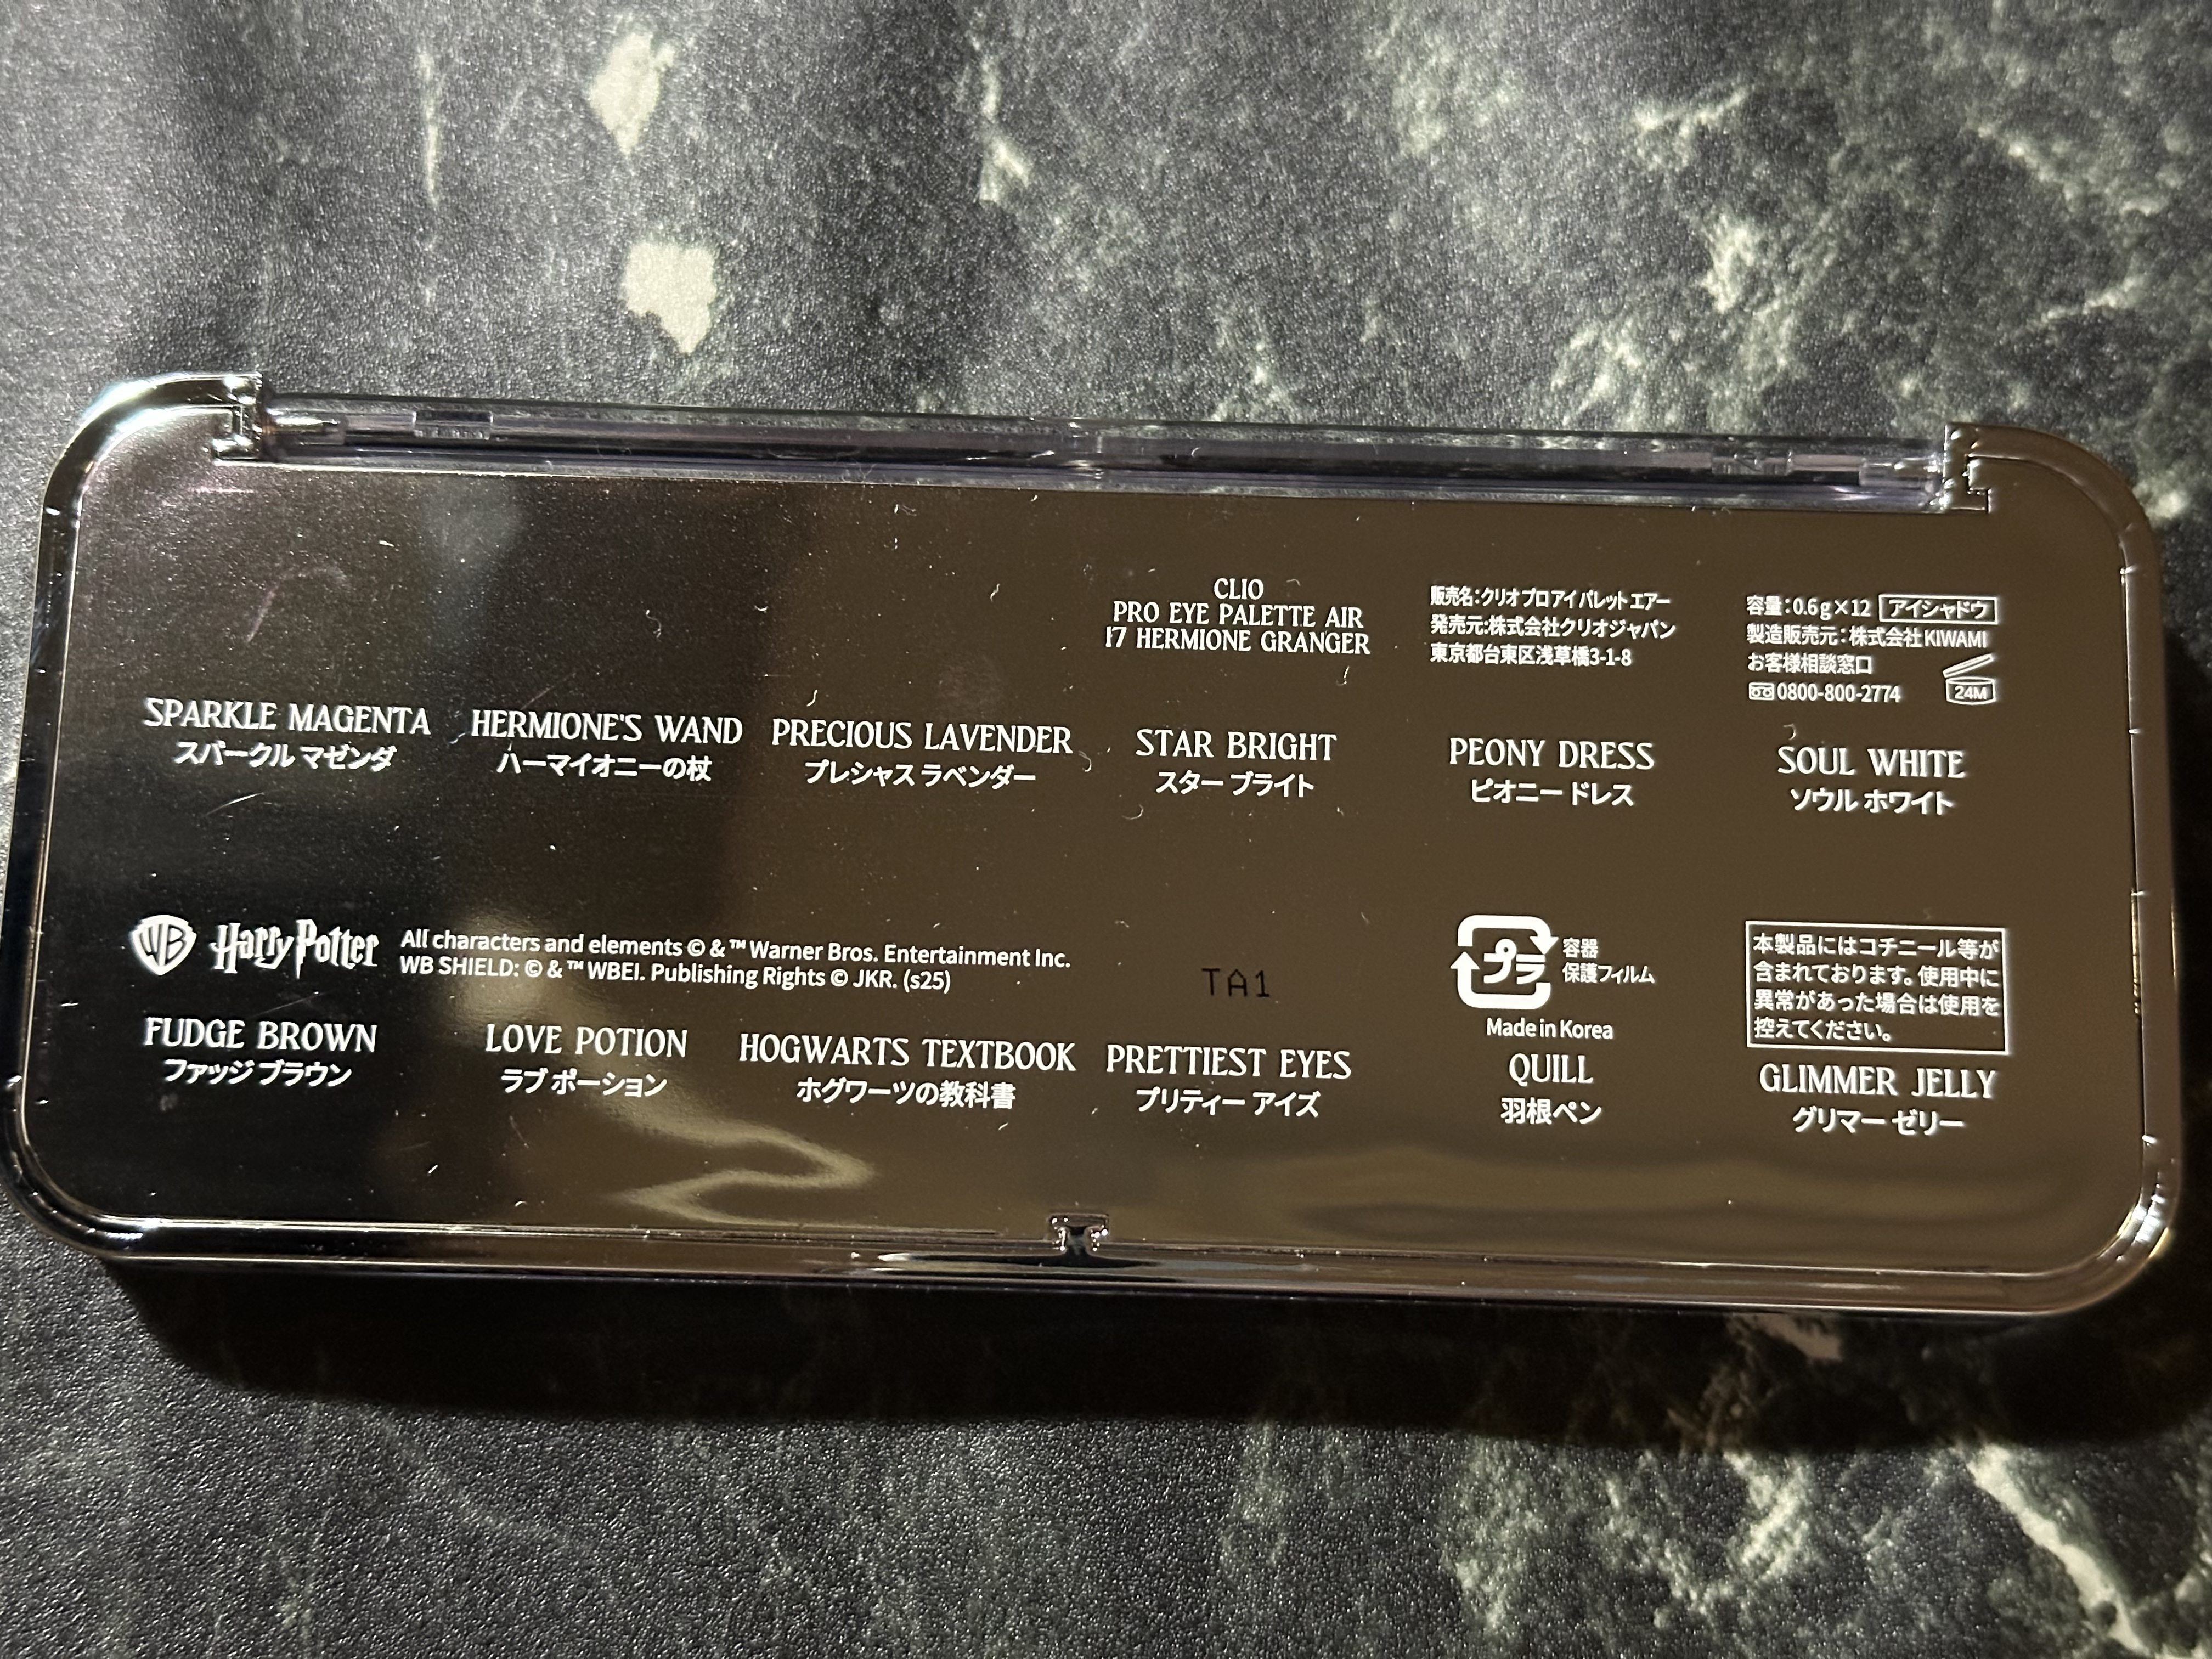 CLIO
PRO EYE PALETTE AIR
17 HERMIONE GRANGER
販売名:クリオ プロ アイ パレット エアー
発売元:株式会社クリオジャパン
東京都台東区浅草橋3-1-8
容量:0.6g×12 アイシャドウ
製造販売元:株式会社KIWAMI
お客様相談窓口
0800-800-2774
24M
SPARKLE MAGENTA
スパークル マゼンダ
HERMIONE'S WAND
ハーマイオニーの杖
PRECIOUS LAVENDER
プレシャス ラベンダー
STAR BRIGHT
スター ブライト
PEONY DRESS
ピオニー ドレス
SOUL WHITE
ソウル ホワイト
WB Harry Potter
All characters and elements © & ™ Warner Bros. Entertainment Inc.
WB SHIELD: © & ™ WBEI. Publishing Rights © JKR. (s25)
TA1
プラ
容器
保護フィルム
Made in Korea
本製品にはコチニール等が
含まれております。使用中に
異常があった場合は使用を
控えてください。
FUDGE BROWN
ファッジ ブラウン
LOVE POTION
ラブ ポーション
HOGWARTS TEXTBOOK
ホグワーツの教科書
PRETTIEST EYES
プリティー アイズ
QUILL
羽根ペン
GLIMMER JELLY
グリマー ゼリー